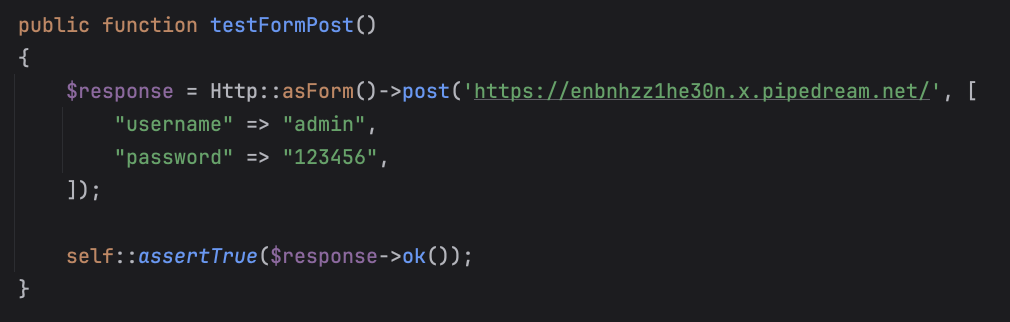 public function testFormPost()
{
    $response = Http::asForm()->post('https://enbnhzz1he30n.x.pipedream.net/', [
        "username" => "admin",
        "password" => "123456",
    ]);

    self::assertTrue($response->ok());
}